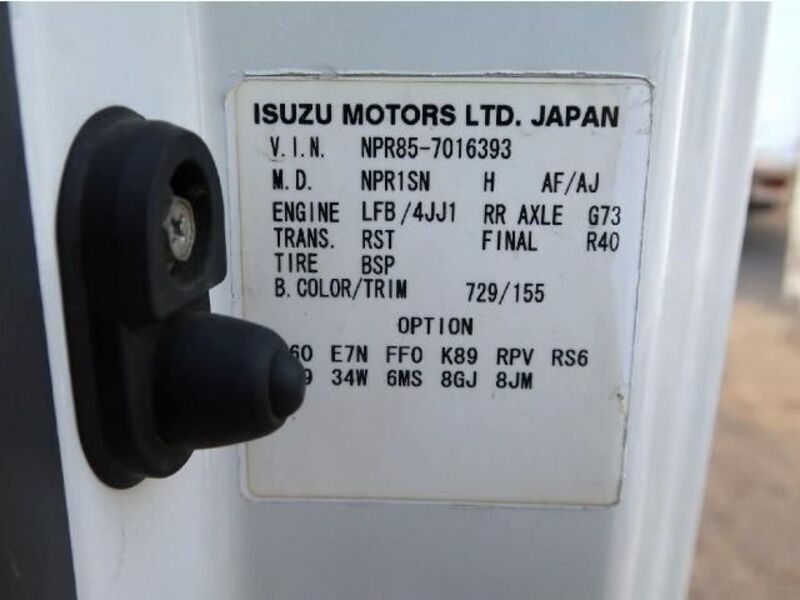 ISUZU MOTORS LTD. JAPAN
V.I.N. NPR85-7016393
M.D. NPR1SN H AF/AJ
ENGINE LFB/4JJ1 RR AXLE G73
TRANS. RST FINAL R40
TIRE BSP
B.COLOR/TRIM 729/155
OPTION
E7N FF0 K89 RPV RS6
34W 6MS 8GJ 8JM